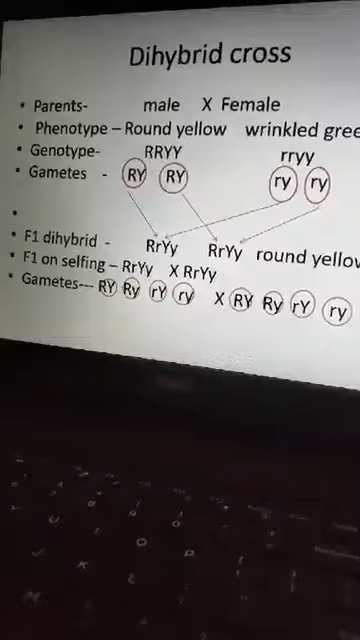 Dihybrid cross
• Parents- male X Female
• Phenotype – Round yellow wrinkled gree
• Genotype- RRYY rryy
• Gametes - RY RY ry ry
•
• F1 dihybrid - RrYy RrYy round yellow
• F1 on selfing – RrYy X RrYy
• Gametes--- RY Ry rY ry X RY Ry rY ry